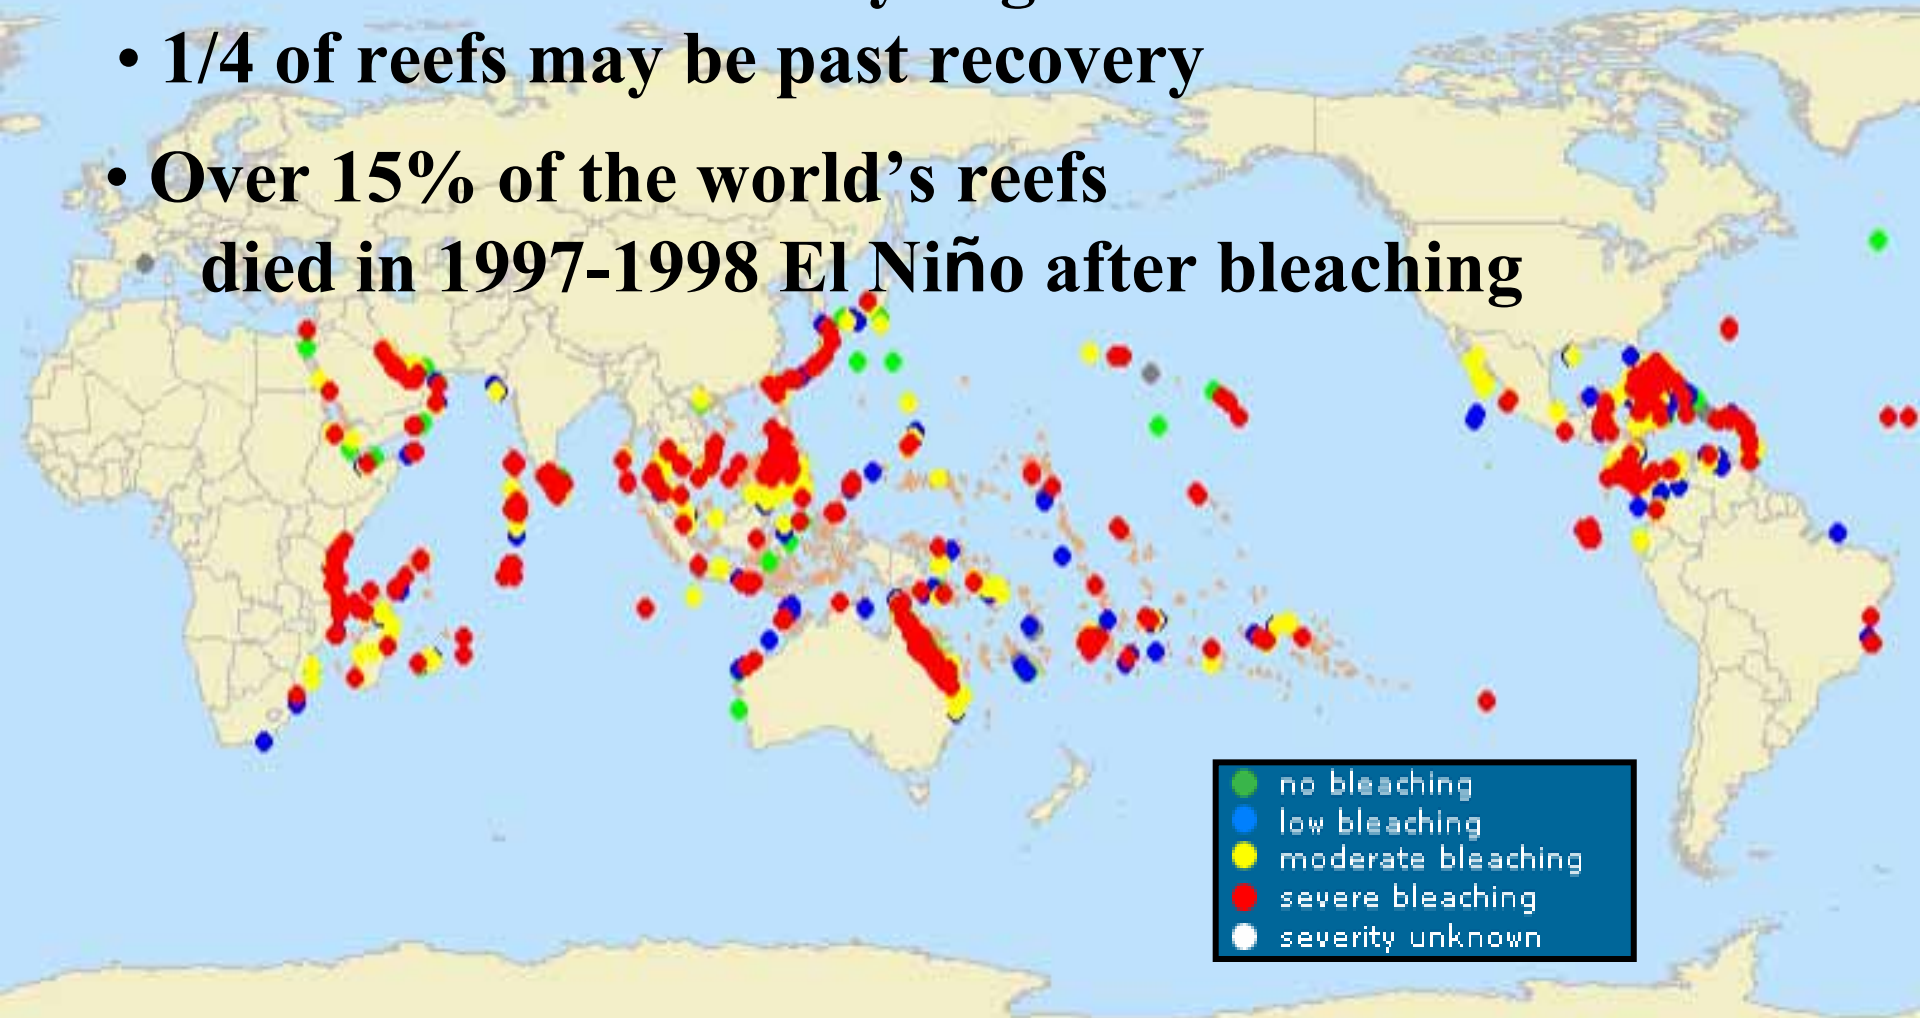 • 1/4 of reefs may be past recovery
• Over 15% of the world’s reefs
died in 1997-1998 El Niño after bleaching
no bleaching
low bleaching
moderate bleaching
severe bleaching
severity unknown